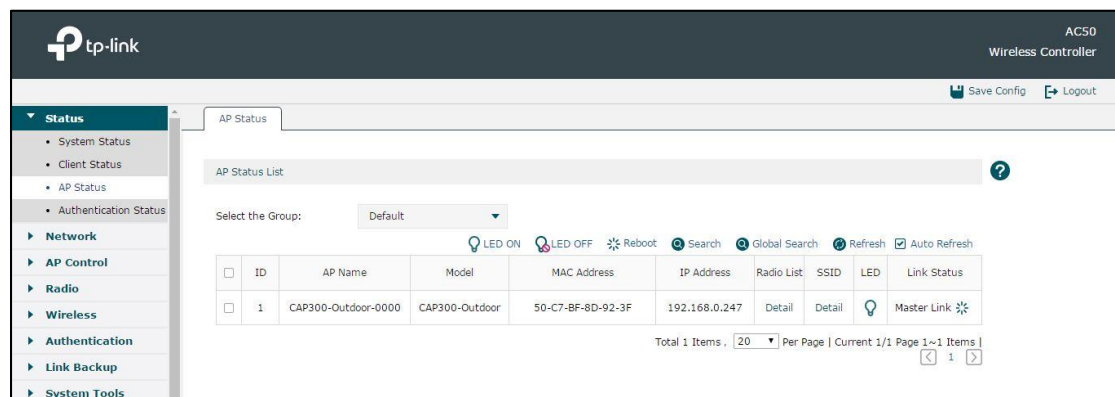 tp-link
AC50
Wireless Controller
Save Config Logout
Status
System Status
Client Status
AP Status
Authentication Status
Network
AP Control
Radio
Wireless
Authentication
Link Backup
System Tools
AP Status
AP Status List
Select the Group: Default
LED ON LED OFF Reboot Search Global Search Refresh Auto Refresh
ID AP Name Model MAC Address IP Address Radio List SSID LED Link Status
1 CAP300-Outdoor-0000 CAP300-Outdoor 50-C7-BF-8D-92-3F 192.168.0.247 Detail Detail Master Link
Total 1 Items , 20 Per Page | Current 1/1 Page 1~1 Items |
1